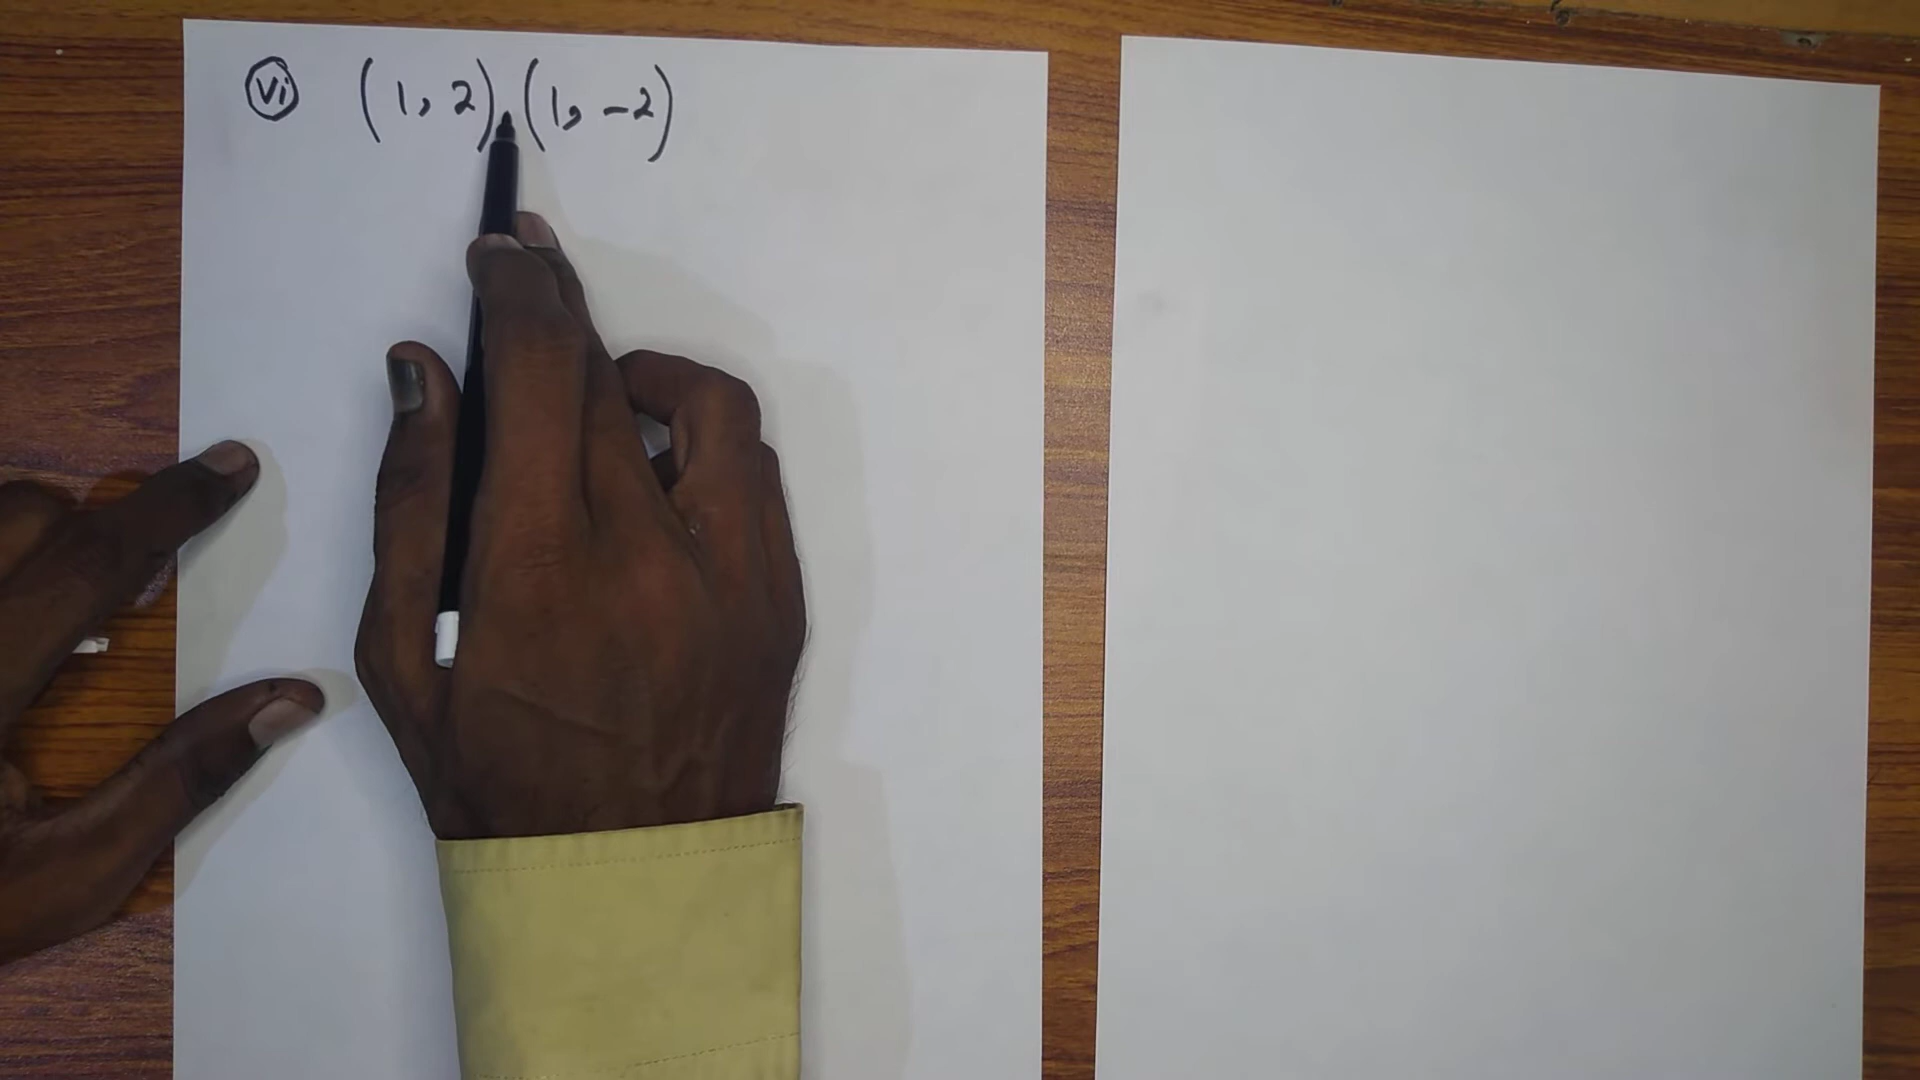 (vi) (1, 2) . (1, -2)